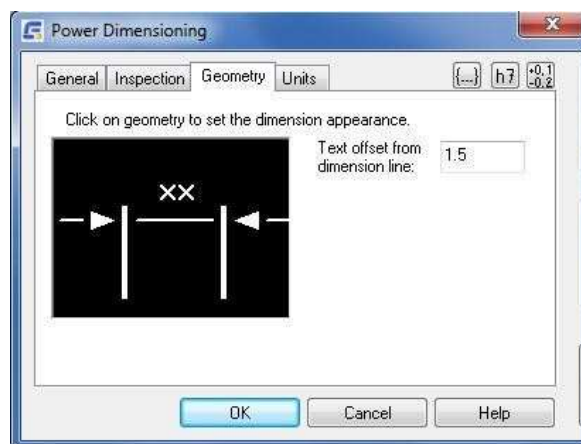 Power Dimensioning
General Inspection Geometry Units
{...} h7 +0,1 -0,2
Click on geometry to set the dimension appearance.
Text offset from
dimension line:
1.5
XX
OK Cancel Help